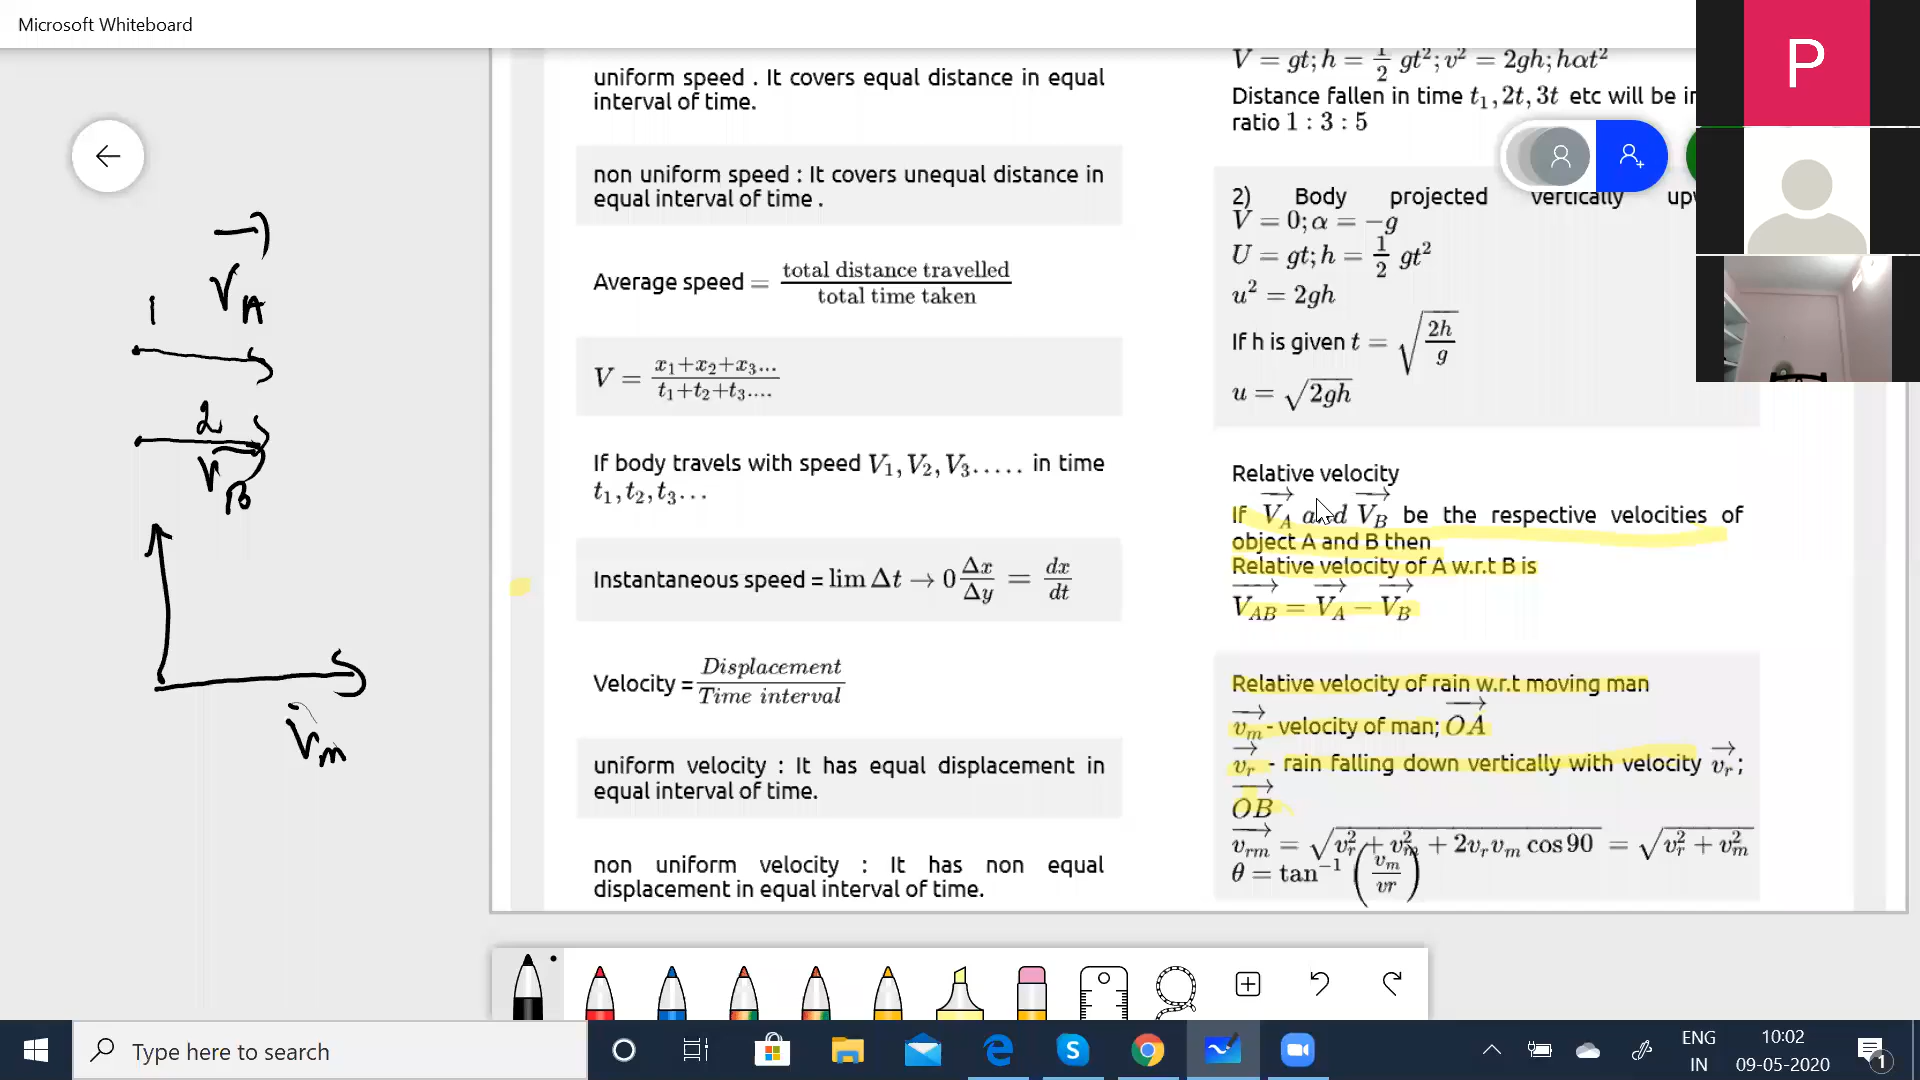 Microsoft Whiteboard
P
V_A
1
2
V_B
V_m
uniform speed . It covers equal distance in equal
interval of time.
non uniform speed : It covers unequal distance in
equal interval of time .
Average speed = total distance travelled / total time taken
V = x₁+x₂+x₃... / t₁+t₂+t₃....
If body travels with speed V₁, V₂, V₃..... in time
t₁, t₂, t₃...
Instantaneous speed = lim Δt → 0 Δx/Δy = dx/dt
Velocity = Displacement / Time interval
uniform velocity : It has equal displacement in
equal interval of time.
non uniform velocity : It has non equal
displacement in equal interval of time.
V = gt; h = 1/2 gt²; v² = 2gh; hαt²
Distance fallen in time t₁, 2t, 3t etc will be
ratio 1 : 3 : 5
2) Body projected vertically
V = 0; α = −g
U = gt; h = 1/2 gt²
u² = 2gh
If h is given t = √(2h/g)
u = √2gh
Relative velocity
If V_A and V_B be the respective velocities of
object A and B then
Relative velocity of A w.r.t B is
V_AB = V_A − V_B
Relative velocity of rain w.r.t moving man
v_m - velocity of man; OA
v_r - rain falling down vertically with velocity v_r;
OB
v_rm = √(v_r² + v_m² + 2v_r v_m cos 90) = √(v_r² + v_m²)
θ = tan⁻¹ (v_m/vr)
Type here to search
ENG
IN
10:02
09-05-2020
1